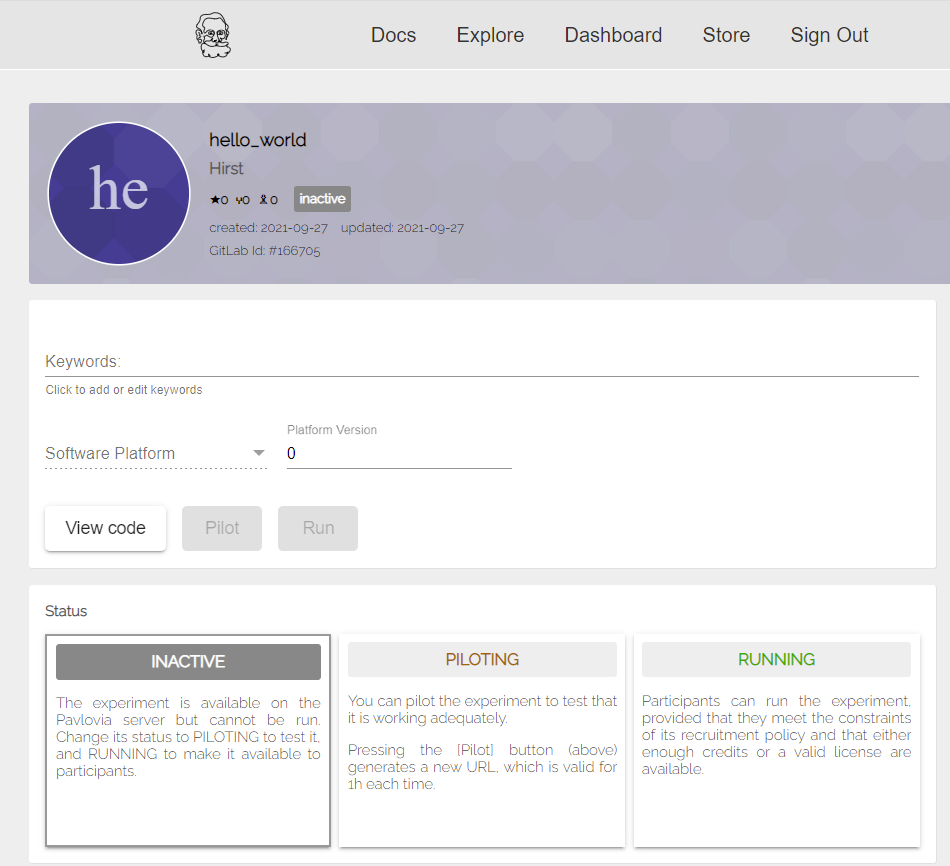 Docs Explore Dashboard Store Sign Out
he
hello_world
Hirst
★0 ⑂0 0 inactive
created: 2021-09-27 updated: 2021-09-27
GitLab Id: #166705
Keywords:
Click to add or edit keywords
Platform Version
Software Platform 0
View code Pilot Run
Status
INACTIVE
The experiment is available on the
Pavlovia server but cannot be run.
Change its status to PILOTING to test it,
and RUNNING to make it available to
participants.
PILOTING
You can pilot the experiment to test that
it is working adequately.
Pressing the [Pilot] button (above)
generates a new URL, which is valid for
1h each time.
RUNNING
Participants can run the experiment,
provided that they meet the constraints
of its recruitment policy and that either
enough credits or a valid license are
available.